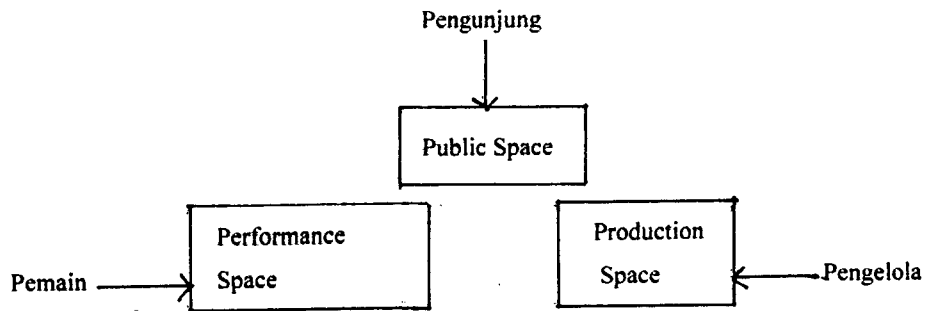 Pengunjung
Public Space
Performance
Space
Production
Space
Pemain
Pengelola